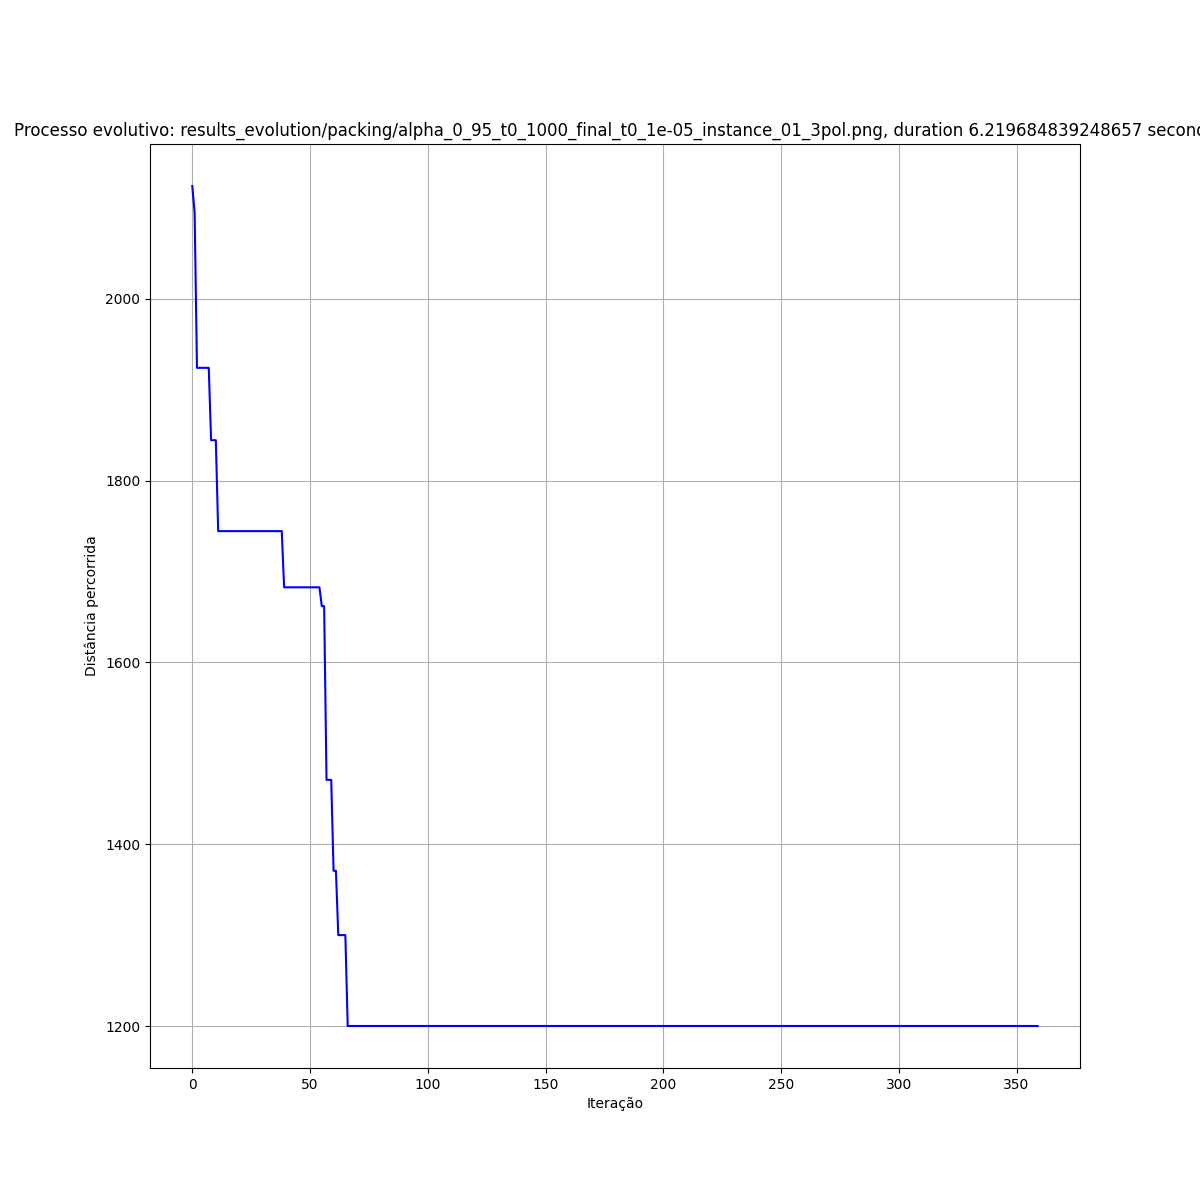 Processo evolutivo: results_evolution/packing/alpha_0_95_t0_1000_final_t0_1e-05_instance_01_3pol.png, duration 6.219684839248657 secon
2000
1800
1600
1400
1200
Distância percorrida
0 50 100 150 200 250 300 350
Iteração